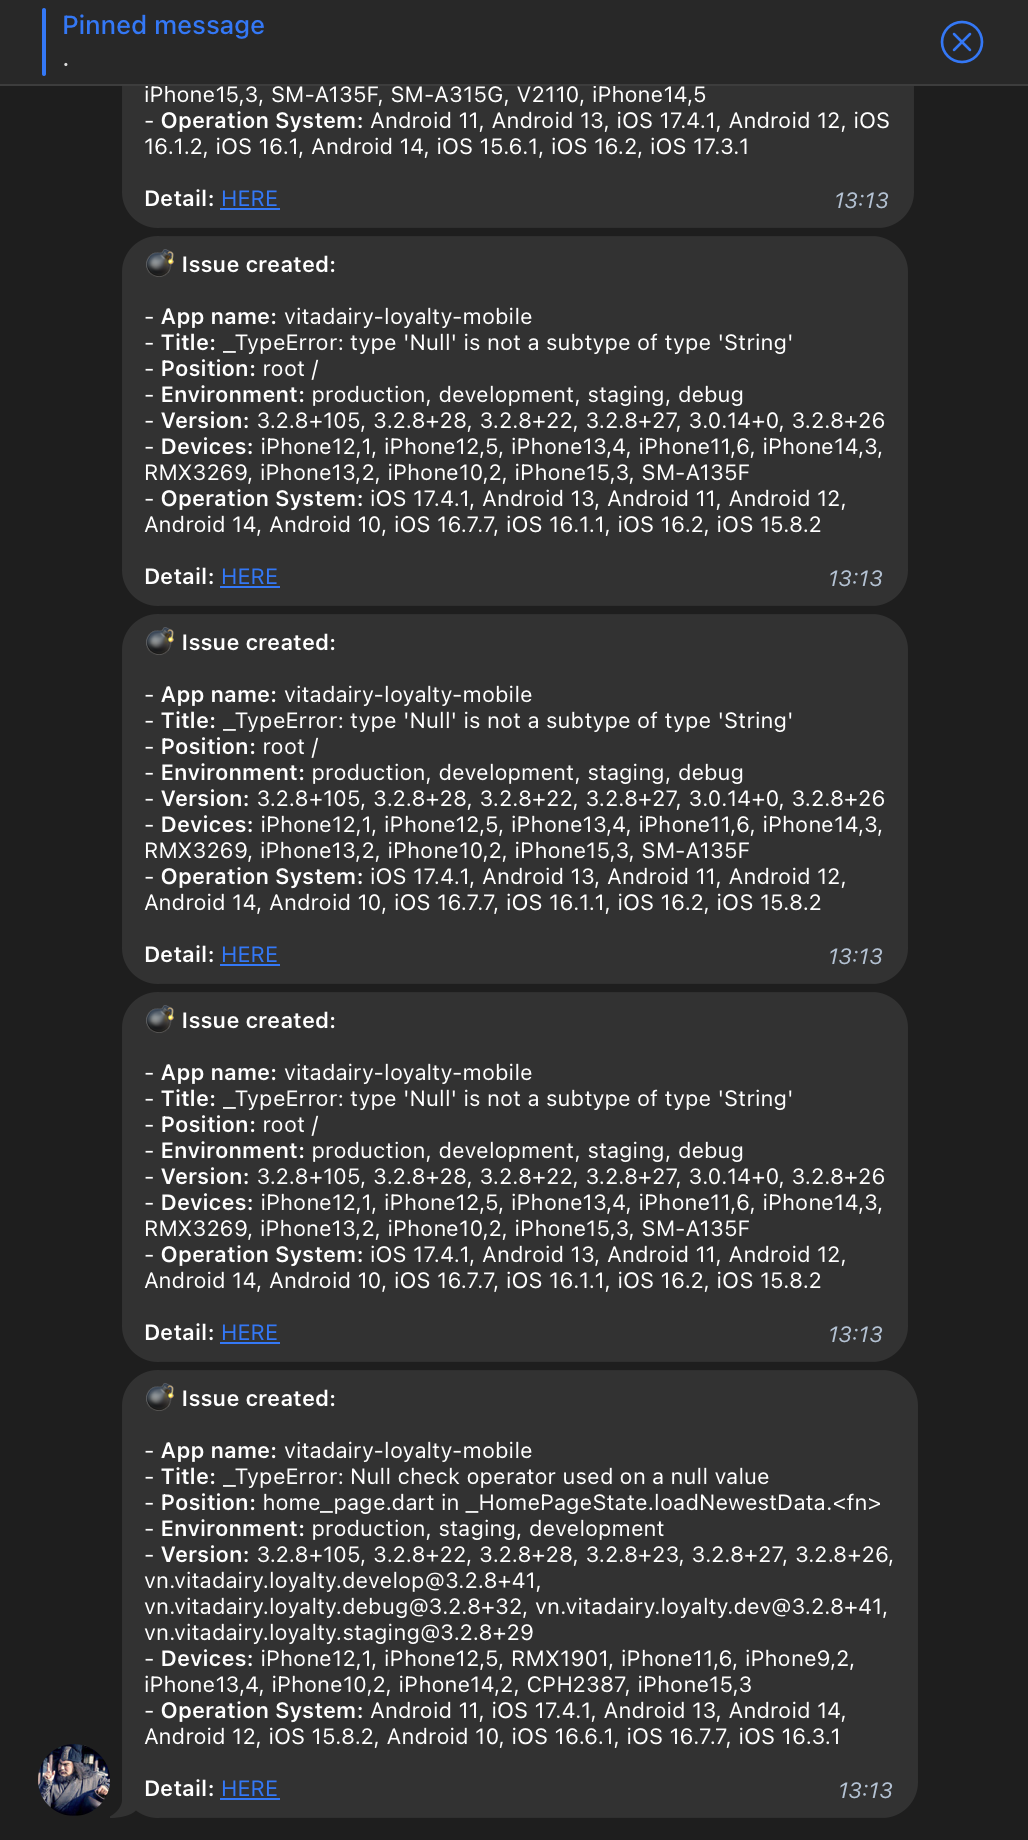 Pinned message
.
iPhone15,3, SM-A135F, SM-A315G, V2110, iPhone14,5
- Operation System: Android 11, Android 13, iOS 17.4.1, Android 12, iOS
16.1.2, iOS 16.1, Android 14, iOS 15.6.1, iOS 16.2, iOS 17.3.1
Detail: HERE
13:13
Issue created:
- App name: vitadairy-loyalty-mobile
- Title: _TypeError: type 'Null' is not a subtype of type 'String'
- Position: root /
- Environment: production, development, staging, debug
- Version: 3.2.8+105, 3.2.8+28, 3.2.8+22, 3.2.8+27, 3.0.14+0, 3.2.8+26
- Devices: iPhone12,1, iPhone12,5, iPhone13,4, iPhone11,6, iPhone14,3,
RMX3269, iPhone13,2, iPhone10,2, iPhone15,3, SM-A135F
- Operation System: iOS 17.4.1, Android 13, Android 11, Android 12,
Android 14, Android 10, iOS 16.7.7, iOS 16.1.1, iOS 16.2, iOS 15.8.2
Detail: HERE
13:13
Issue created:
- App name: vitadairy-loyalty-mobile
- Title: _TypeError: type 'Null' is not a subtype of type 'String'
- Position: root /
- Environment: production, development, staging, debug
- Version: 3.2.8+105, 3.2.8+28, 3.2.8+22, 3.2.8+27, 3.0.14+0, 3.2.8+26
- Devices: iPhone12,1, iPhone12,5, iPhone13,4, iPhone11,6, iPhone14,3,
RMX3269, iPhone13,2, iPhone10,2, iPhone15,3, SM-A135F
- Operation System: iOS 17.4.1, Android 13, Android 11, Android 12,
Android 14, Android 10, iOS 16.7.7, iOS 16.1.1, iOS 16.2, iOS 15.8.2
Detail: HERE
13:13
Issue created:
- App name: vitadairy-loyalty-mobile
- Title: _TypeError: type 'Null' is not a subtype of type 'String'
- Position: root /
- Environment: production, development, staging, debug
- Version: 3.2.8+105, 3.2.8+28, 3.2.8+22, 3.2.8+27, 3.0.14+0, 3.2.8+26
- Devices: iPhone12,1, iPhone12,5, iPhone13,4, iPhone11,6, iPhone14,3,
RMX3269, iPhone13,2, iPhone10,2, iPhone15,3, SM-A135F
- Operation System: iOS 17.4.1, Android 13, Android 11, Android 12,
Android 14, Android 10, iOS 16.7.7, iOS 16.1.1, iOS 16.2, iOS 15.8.2
Detail: HERE
13:13
Issue created:
- App name: vitadairy-loyalty-mobile
- Title: _TypeError: Null check operator used on a null value
- Position: home_page.dart in _HomePageState.loadNewestData.<fn>
- Environment: production, staging, development
- Version: 3.2.8+105, 3.2.8+22, 3.2.8+28, 3.2.8+23, 3.2.8+27, 3.2.8+26,
vn.vitadairy.loyalty.develop@3.2.8+41,
vn.vitadairy.loyalty.debug@3.2.8+32, vn.vitadairy.loyalty.dev@3.2.8+41,
vn.vitadairy.loyalty.staging@3.2.8+29
- Devices: iPhone12,1, iPhone12,5, RMX1901, iPhone11,6, iPhone9,2,
iPhone13,4, iPhone10,2, iPhone14,2, CPH2387, iPhone15,3
- Operation System: Android 11, iOS 17.4.1, Android 13, Android 14,
Android 12, iOS 15.8.2, Android 10, iOS 16.6.1, iOS 16.7.7, iOS 16.3.1
Detail: HERE
13:13